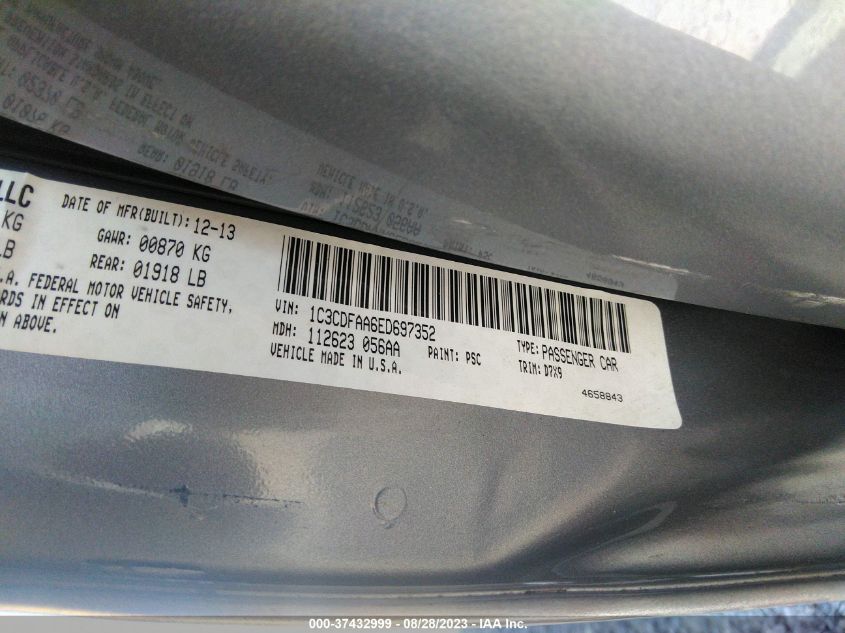 LLC
DATE OF MFR(BUILT): 12-13
KG GAWR: 00870 KG
LB REAR: 01918 LB
.A. FEDERAL MOTOR VEHICLE SAFETY,
RDS IN EFFECT ON
N ABOVE.
VIN: 1C3CDFAA6ED697352
MDH: 112623 056AA
VEHICLE MADE IN U.S.A.
PAINT: PSC
TYPE: PASSENGER CAR
TRIM: D7X9
4658843
000-37432999 - 08/28/2023 - IAA Inc.